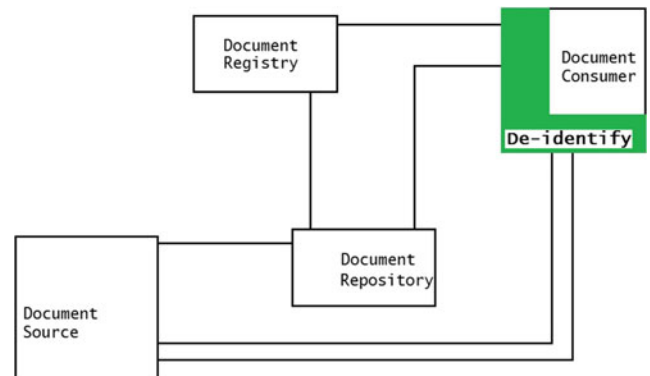 Document
Registry
Document
Consumer
De-identify
Document
Repository
Document
Source